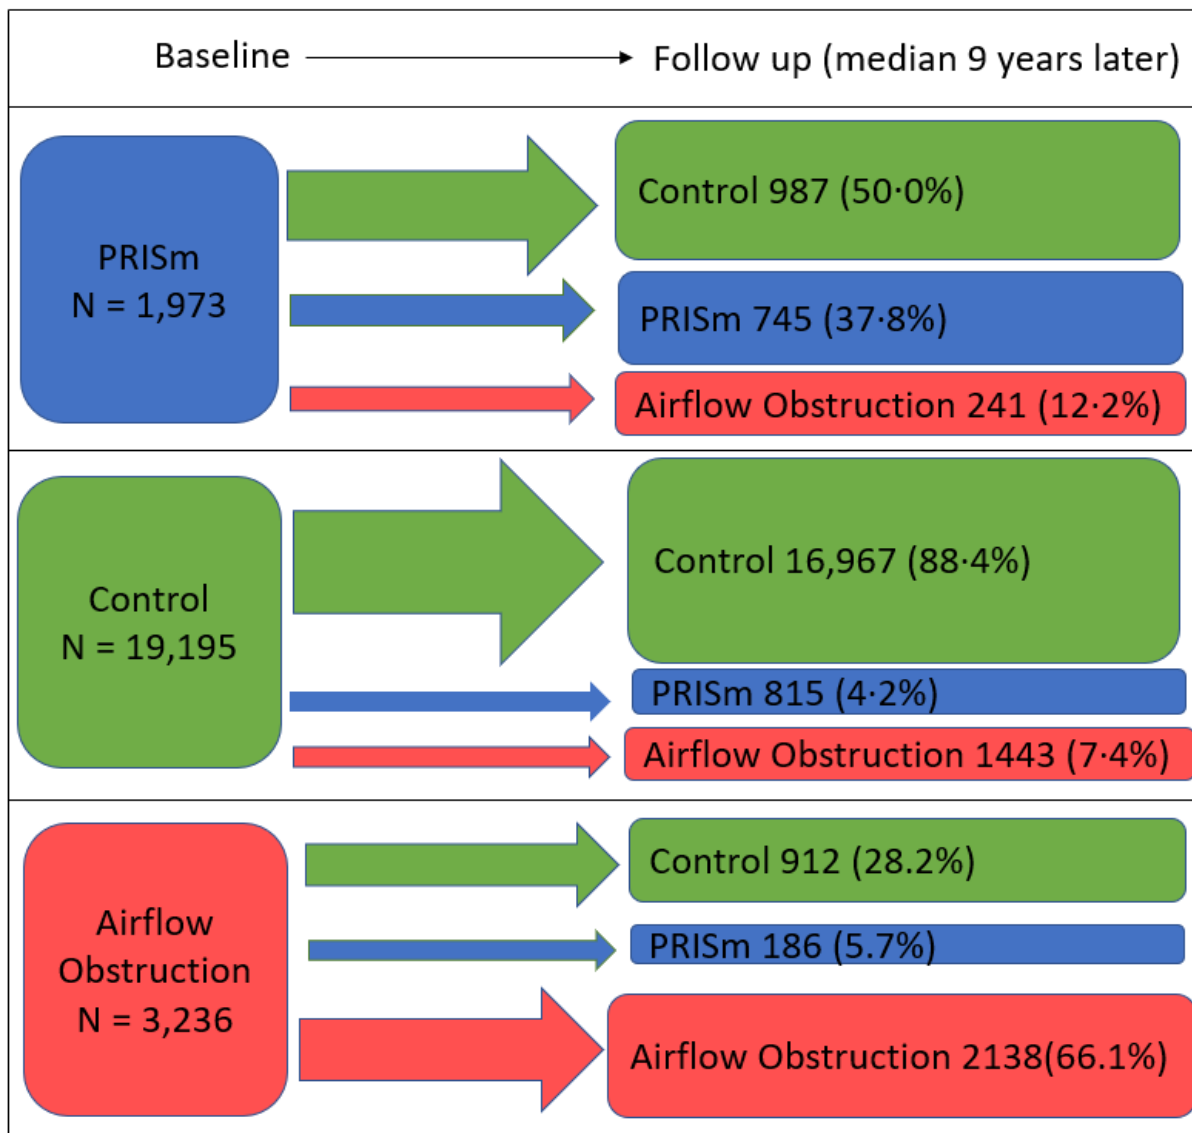 Baseline
Follow up (median 9 years later)
PRISm
N = 1,973
Control 987 (50·0%)
PRISm 745 (37·8%)
Airflow Obstruction 241 (12·2%)
Control
N = 19,195
Control 16,967 (88·4%)
PRISm 815 (4·2%)
Airflow Obstruction 1443 (7·4%)
Airflow
Obstruction
N = 3,236
Control 912 (28.2%)
PRISm 186 (5.7%)
Airflow Obstruction 2138(66.1%)